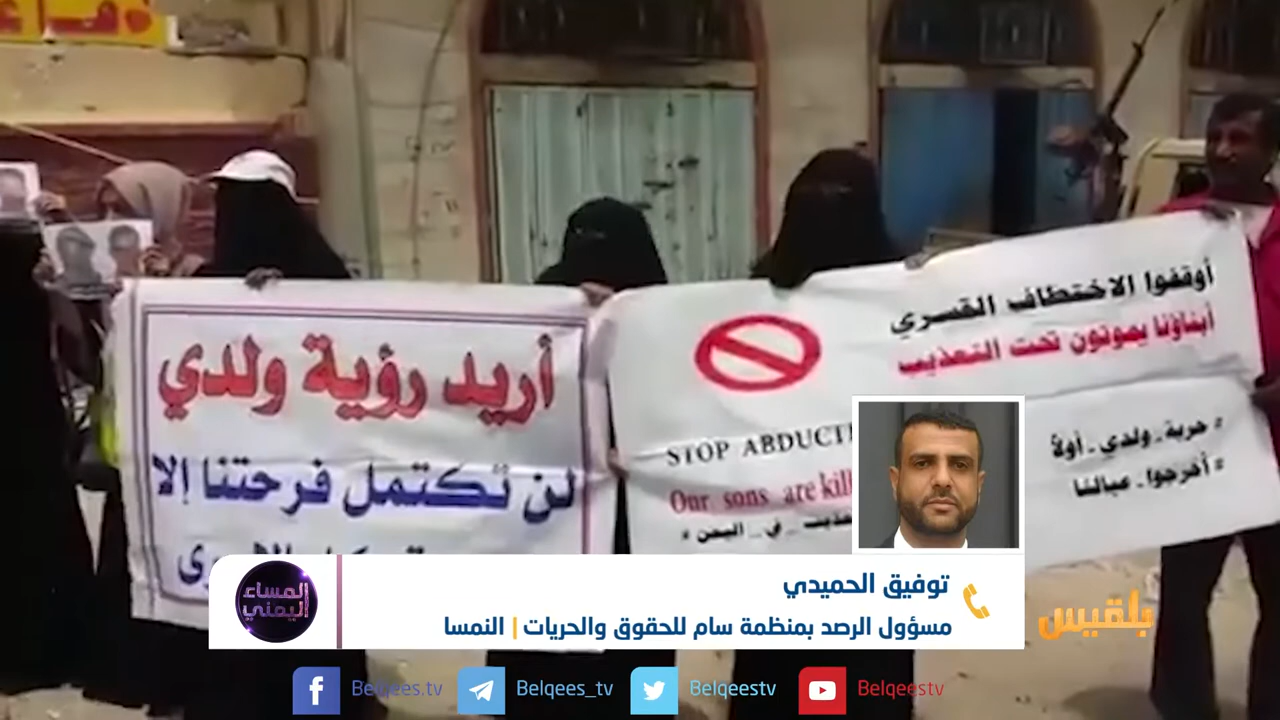 أريد رؤية ولدي
لن تكتمل فرحتنا إلا
أوقفوا الاختطاف القسري
أبناؤنا يموتون تحت التعذيب
STOP
Our sons are
في _ اليمن #
# حرية _ ولدي _ أولاً
# أخرجوا _ عيالنا
توفيق الحميدي
مسؤول الرصد بمنظمة سام للحقوق والحريات | النمسا
المساء
اليمني
بلقيس
Belqees.tv
Belqees_tv
Belqeestv
Belqeestv